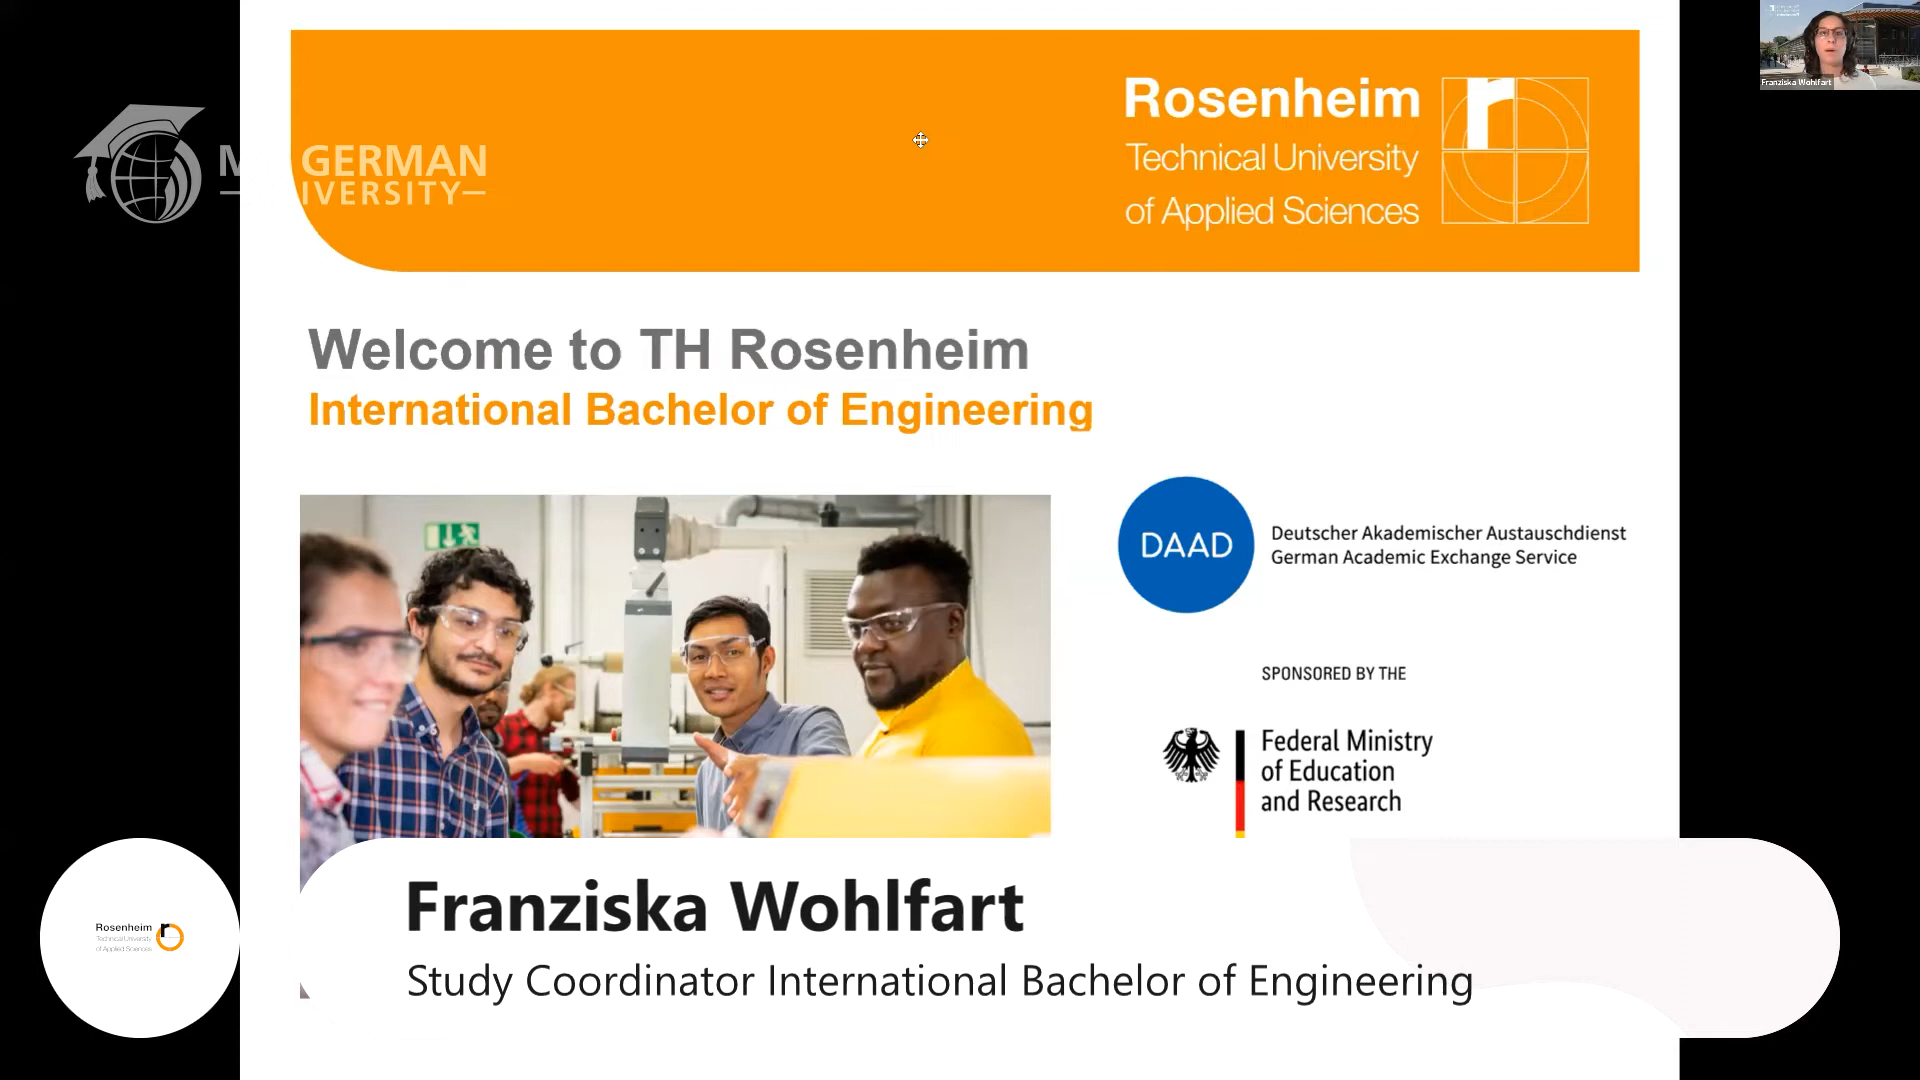 Rosenheim
Technical University
of Applied Sciences
GERMAN
IVERSITY
Franziska Wohlfart
Welcome to TH Rosenheim
International Bachelor of Engineering
DAAD
Deutscher Akademischer Austauschdienst
German Academic Exchange Service
SPONSORED BY THE
Federal Ministry
of Education
and Research
Rosenheim
Technical University
of Applied Sciences
Franziska Wohlfart
Study Coordinator International Bachelor of Engineering